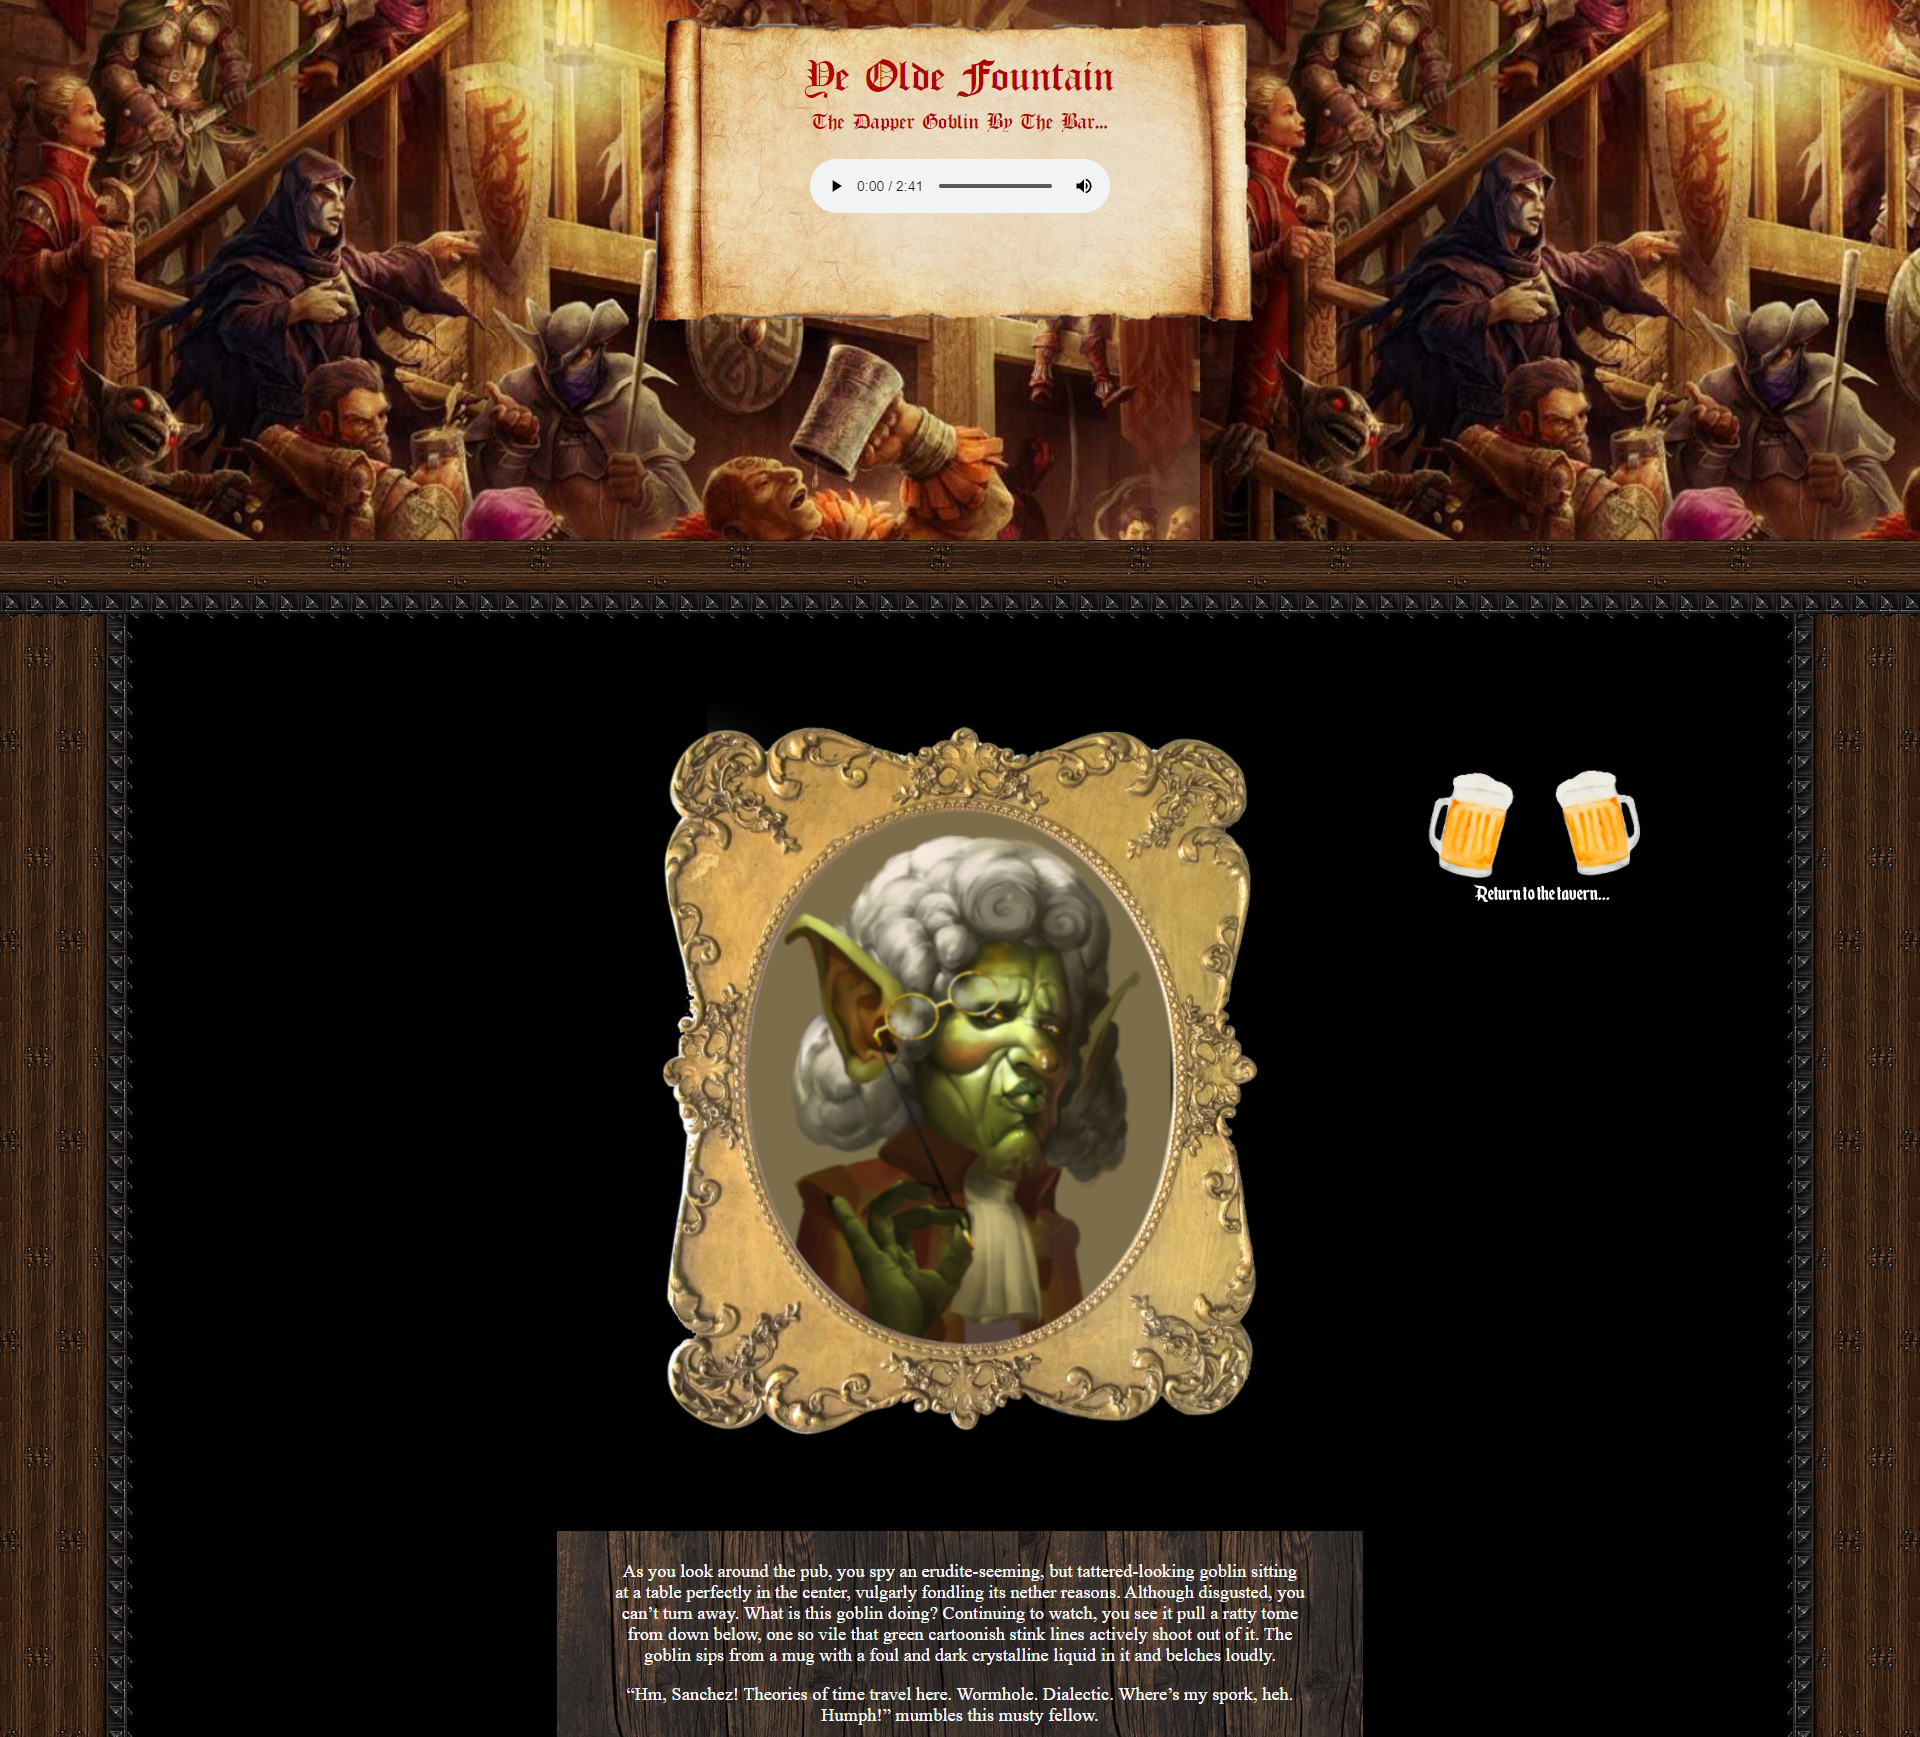 Ye Olde Fountain
The Dapper Goblin By The Bar...
0:00 / 2:41
Return to the tavern...
As you look around the pub, you spy an erudite-seeming, but tattered-looking goblin sitting
at a table perfectly in the center, vulgarly fondling its nether reasons. Although disgusted, you
can’t turn away. What is this goblin doing? Continuing to watch, you see it pull a ratty tome
from down below, one so vile that green cartoonish stink lines actively shoot out of it. The
goblin sips from a mug with a foul and dark crystalline liquid in it and belches loudly.
“Hm, Sanchez! Theories of time travel here. Wormhole. Dialectic. Where’s my spork, heh.
Humph!” mumbles this musty fellow.